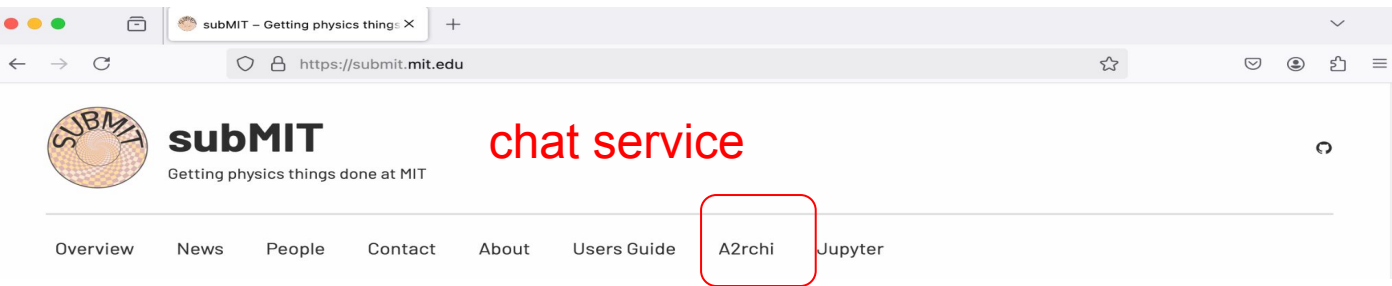 subMIT – Getting physics things
https://submit.mit.edu
SUBMIT
subMIT
chat service
Getting physics things done at MIT
Overview News People Contact About Users Guide A2rchi Jupyter